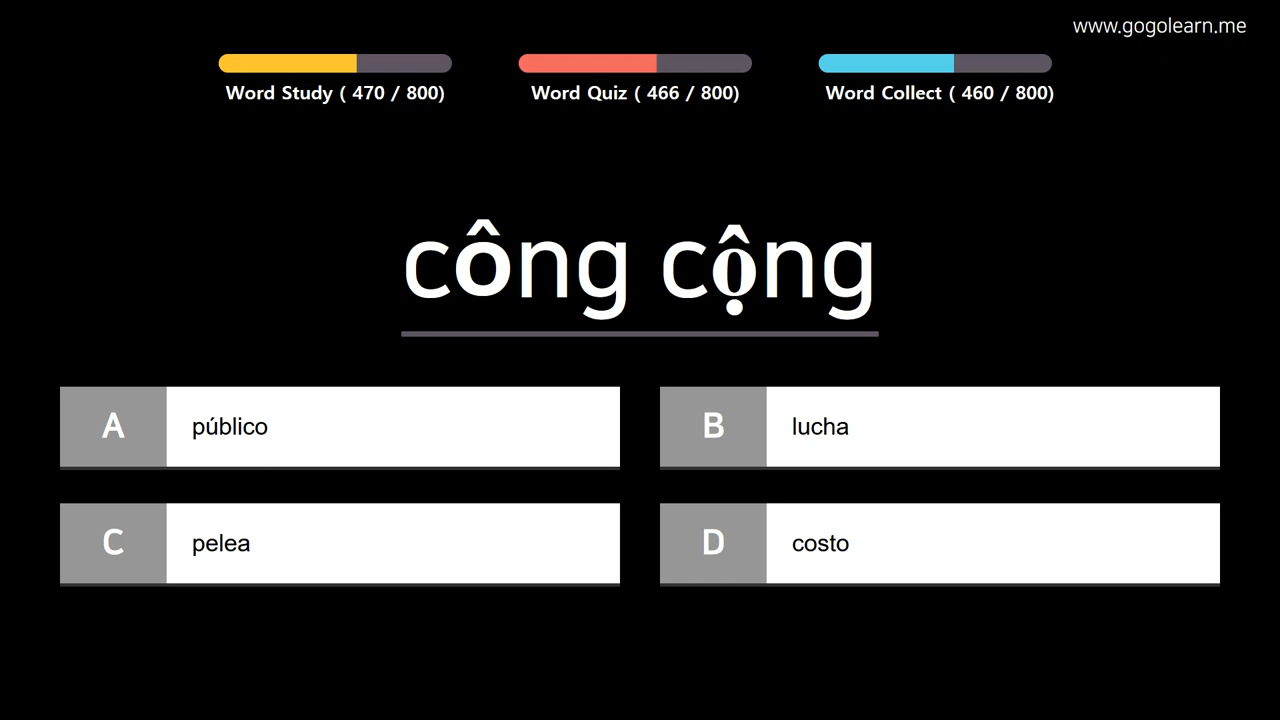 www.gogolearn.me
Word Study ( 470 / 800)
Word Quiz ( 466 / 800)
Word Collect ( 460 / 800)
công cộng
A público
B lucha
C pelea
D costo